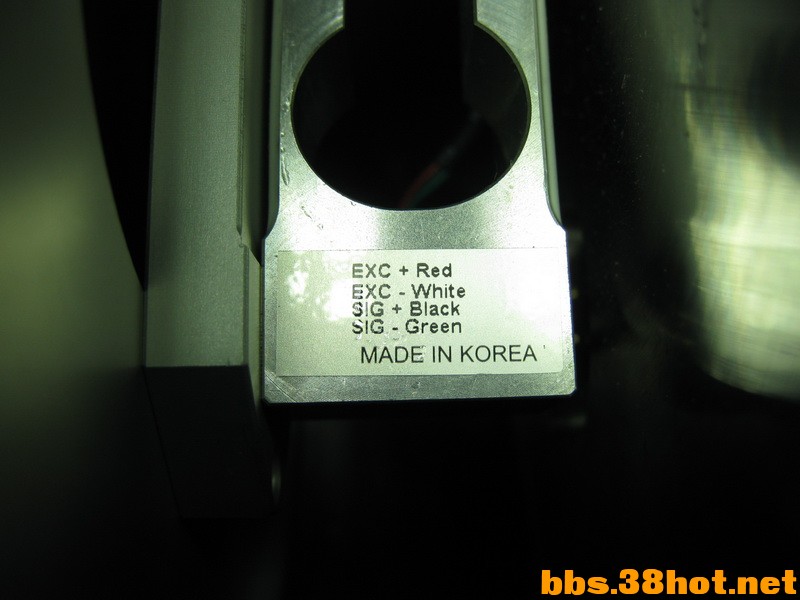 EXC + Red
EXC - White
SIG + Black
SIG - Green
MADE IN KOREA
bbs.38hot.net